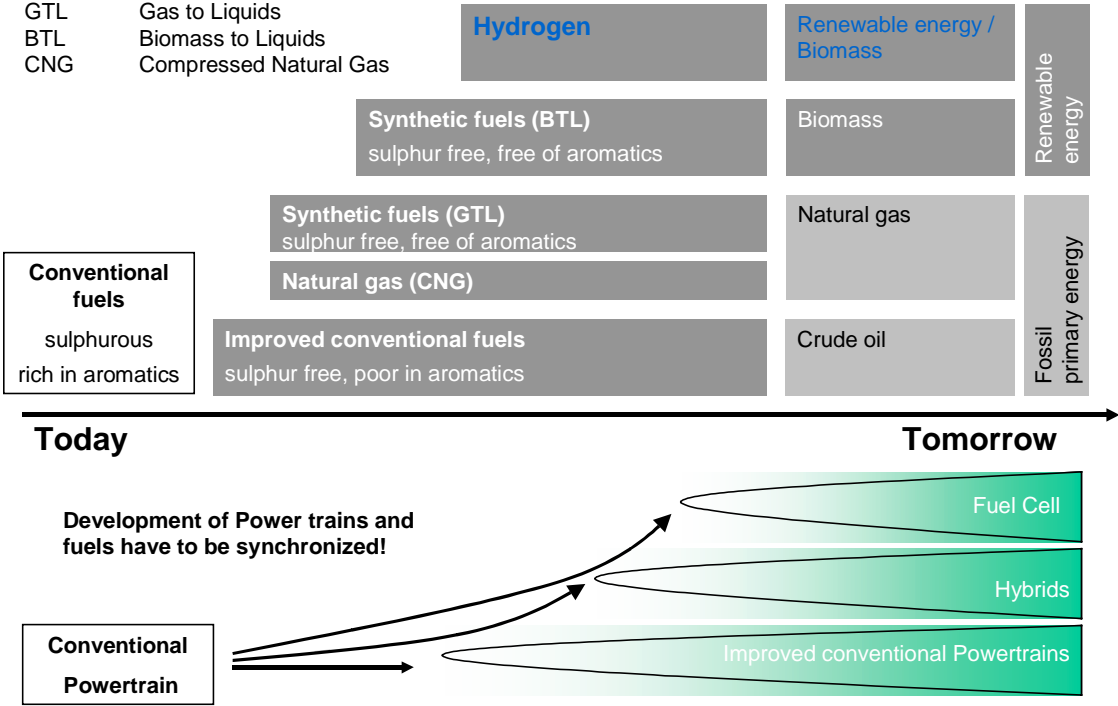 GTL Gas to Liquids
BTL Biomass to Liquids
CNG Compressed Natural Gas
Hydrogen
Renewable energy /
Biomass
Renewable
energy
Synthetic fuels (BTL)
sulphur free, free of aromatics
Biomass
Synthetic fuels (GTL)
sulphur free, free of aromatics
Natural gas
Natural gas (CNG)
Conventional
fuels
sulphurous
rich in aromatics
Improved conventional fuels
sulphur free, poor in aromatics
Crude oil
Fossil
primary energy
Today
Tomorrow
Development of Power trains and
fuels have to be synchronized!
Fuel Cell
Hybrids
Improved conventional Powertrains
Conventional
Powertrain